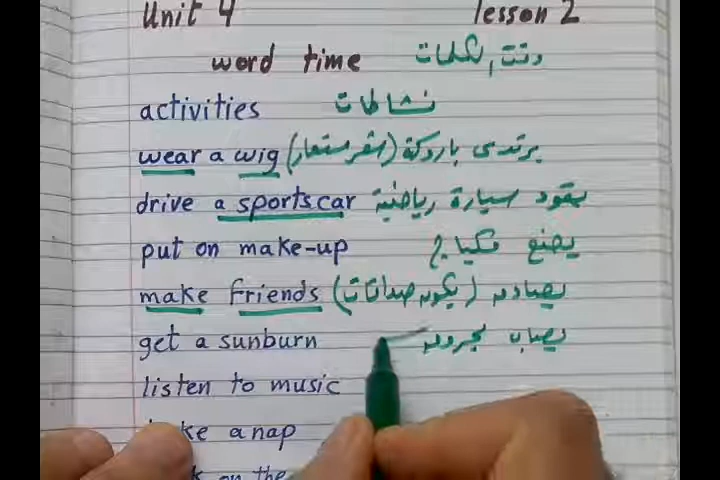 Unit 4 lesson 2
word time وقت الكلمات
activities نشاطات
wear a wig يرتدي باروكة (شعر مستعار)
drive a sports car يقود سيارة رياضية
put on make-up يضع مكياج
make friends يصادق (يكون صداقات)
get a sunburn يصاب بحروق
listen to music
ke a nap
k on the